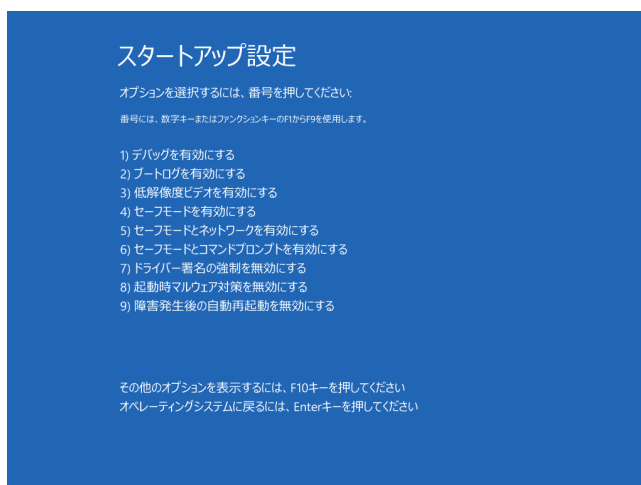 スタートアップ設定
オプションを選択するには、番号を押してください:
番号には、数字キーまたはファンクションキーのF1からF9を使用します。
1) デバッグを有効にする
2) ブートログを有効にする
3) 低解像度ビデオを有効にする
4) セーフモードを有効にする
5) セーフモードとネットワークを有効にする
6) セーフモードとコマンドプロンプトを有効にする
7) ドライバー署名の強制を無効にする
8) 起動時マルウェア対策を無効にする
9) 障害発生後の自動再起動を無効にする
その他のオプションを表示するには、F10キーを押してください
オペレーティングシステムに戻るには、Enterキーを押してください